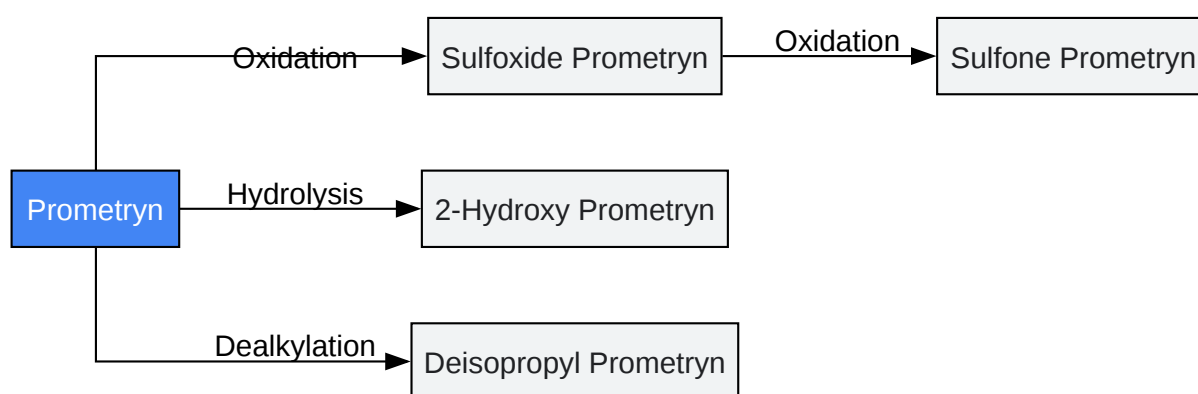 Oxidation
Sulfoxide Prometryn
Oxidation
Sulfone Prometryn
Prometryn
Hydrolysis
2-Hydroxy Prometryn
Dealkylation
Deisopropyl Prometryn